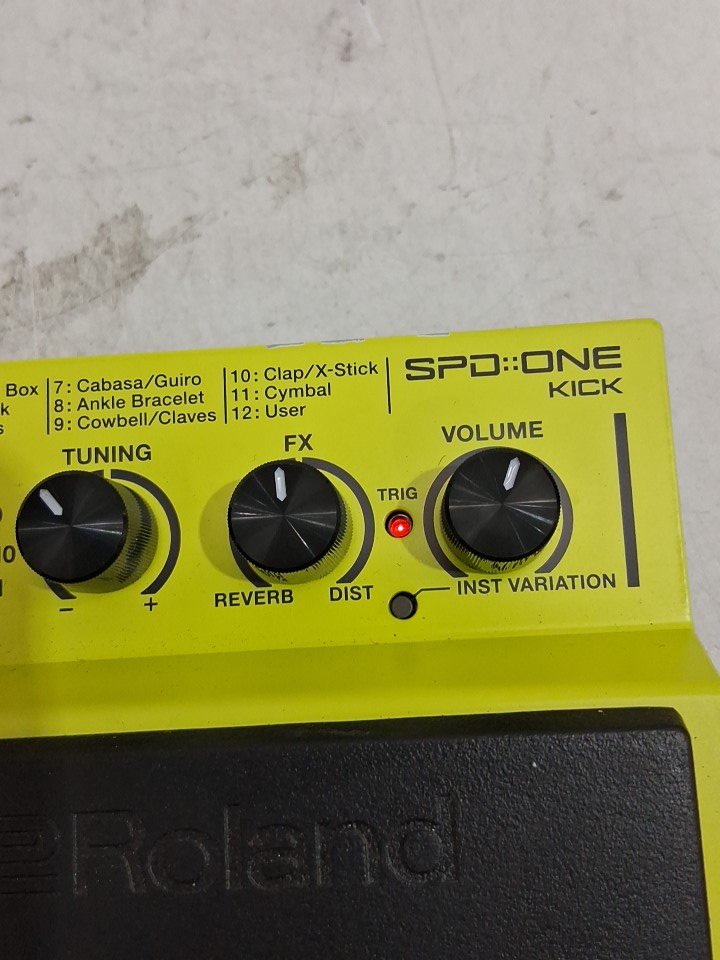 Box
7: Cabasa/Guiro
8: Ankle Bracelet
9: Cowbell/Claves
10: Clap/X-Stick
11: Cymbal
12: User
SPD::ONE
KICK
TUNING
FX
VOLUME
TRIG
- +
REVERB
DIST
INST VARIATION
Roland